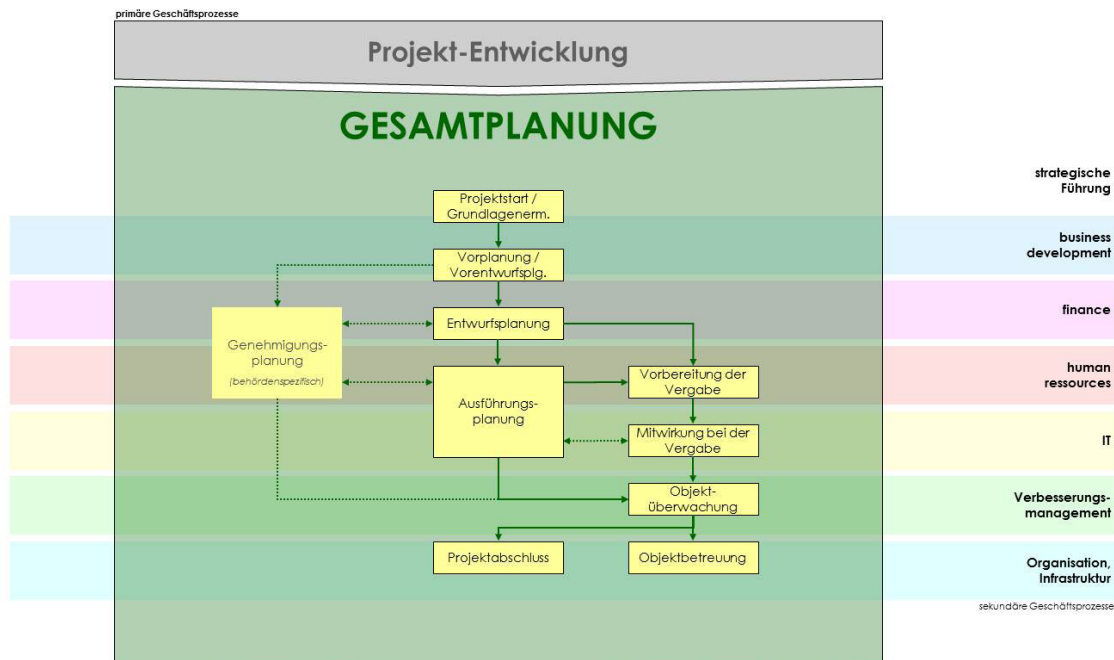 primäre Geschäftsprozesse
Projekt-Entwicklung
GESAMTPLANUNG
strategische
Führung
Projektstart /
Grundlagenerm.
business
development
Vorplanung /
Vorentwurfsplg.
finance
Entwurfsplanung
Genehmigungs-
planung
(behördenspezifisch)
human
ressources
Vorbereitung der
Vergabe
Ausführungs-
planung
Mitwirkung bei der
Vergabe
IT
Objekt-
überwachung
Verbesserungs-
management
Projektabschluss
Objektbetreuung
Organisation,
Infrastruktur
sekundäre Geschäftsprozesse